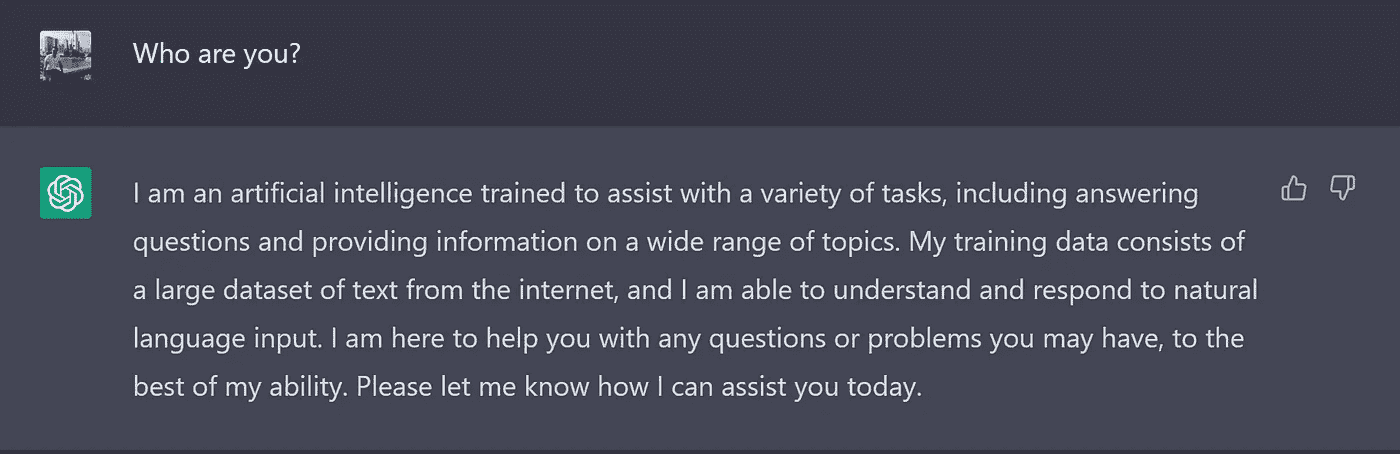 Who are you?
I am an artificial intelligence trained to assist with a variety of tasks, including answering
questions and providing information on a wide range of topics. My training data consists of
a large dataset of text from the internet, and I am able to understand and respond to natural
language input. I am here to help you with any questions or problems you may have, to the
best of my ability. Please let me know how I can assist you today.